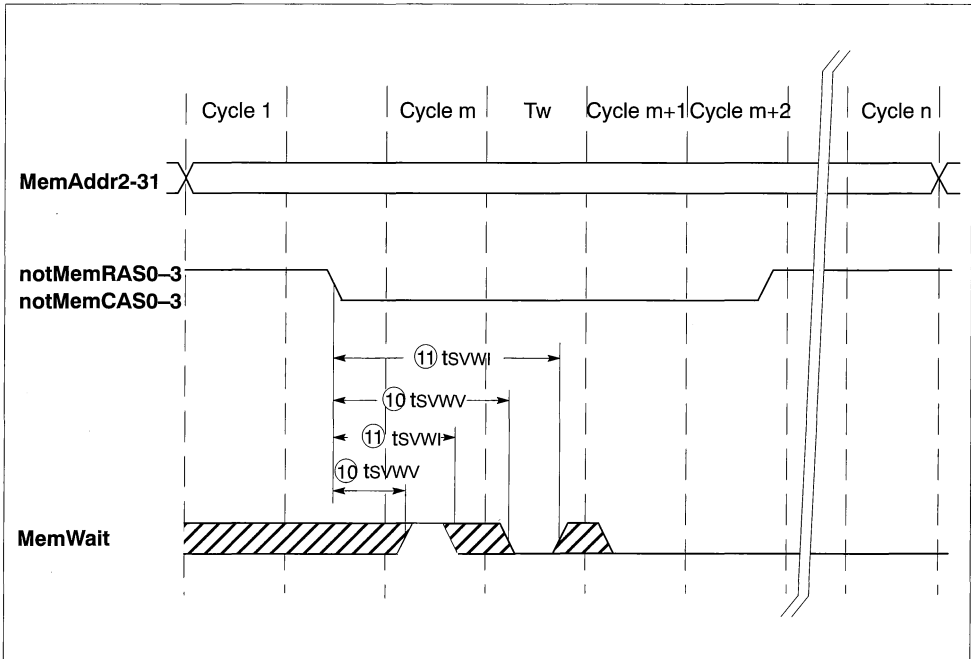 Cycle 1 Cycle m Tw Cycle m+1 Cycle m+2 Cycle n
MemAddr2-31
notMemRAS0–3
notMemCAS0–3
11 tSVWI
10 tSVWV
11 tSVWI
10 tSVWV
MemWait